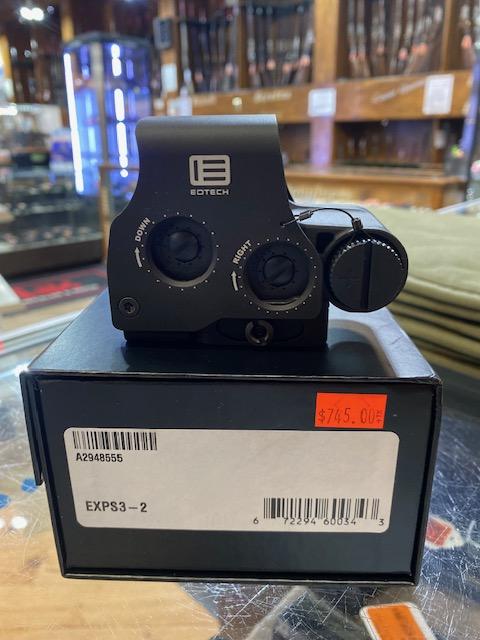 EOTECH
DOWN
RIGHT
$745.00
A2948555
EXPS3-2
6 72294 60034 3